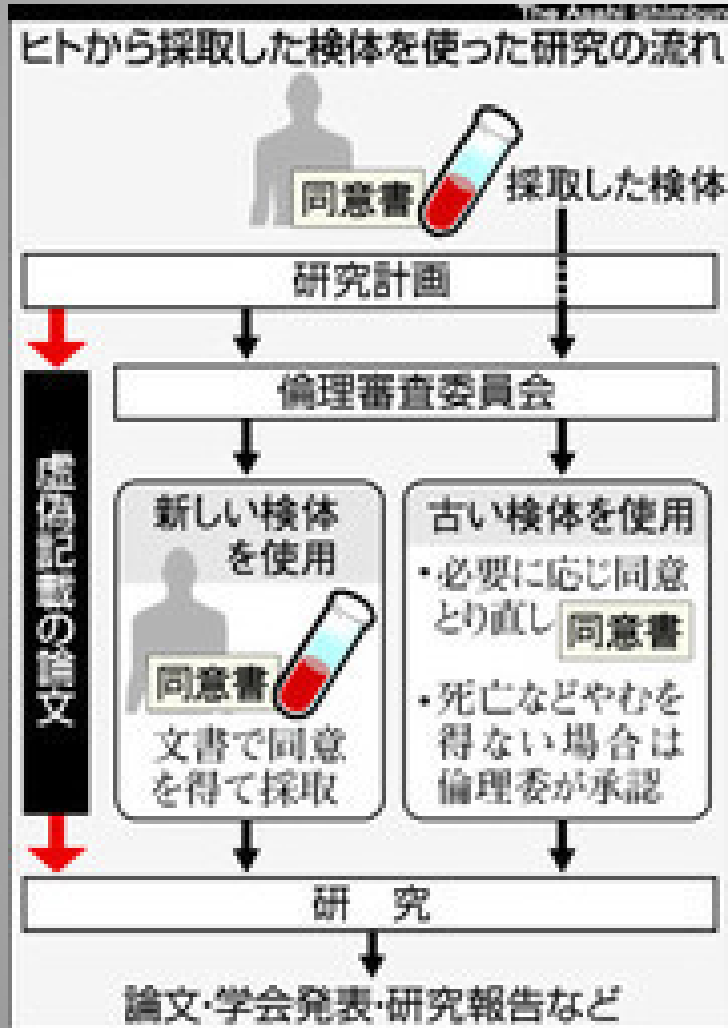 The Asahi Shimbun
ヒトから採取した検体を使った研究の流れ
同意書
採取した検体
研究計画
倫理審査委員会
虚偽記載の論文
新しい検体
を使用
同意書
文書で同意
を得て採取
古い検体を使用
・必要に応じ同意
とり直し 同意書
・死亡などやむを
得ない場合は
倫理委が承認
研 究
論文・学会発表・研究報告など